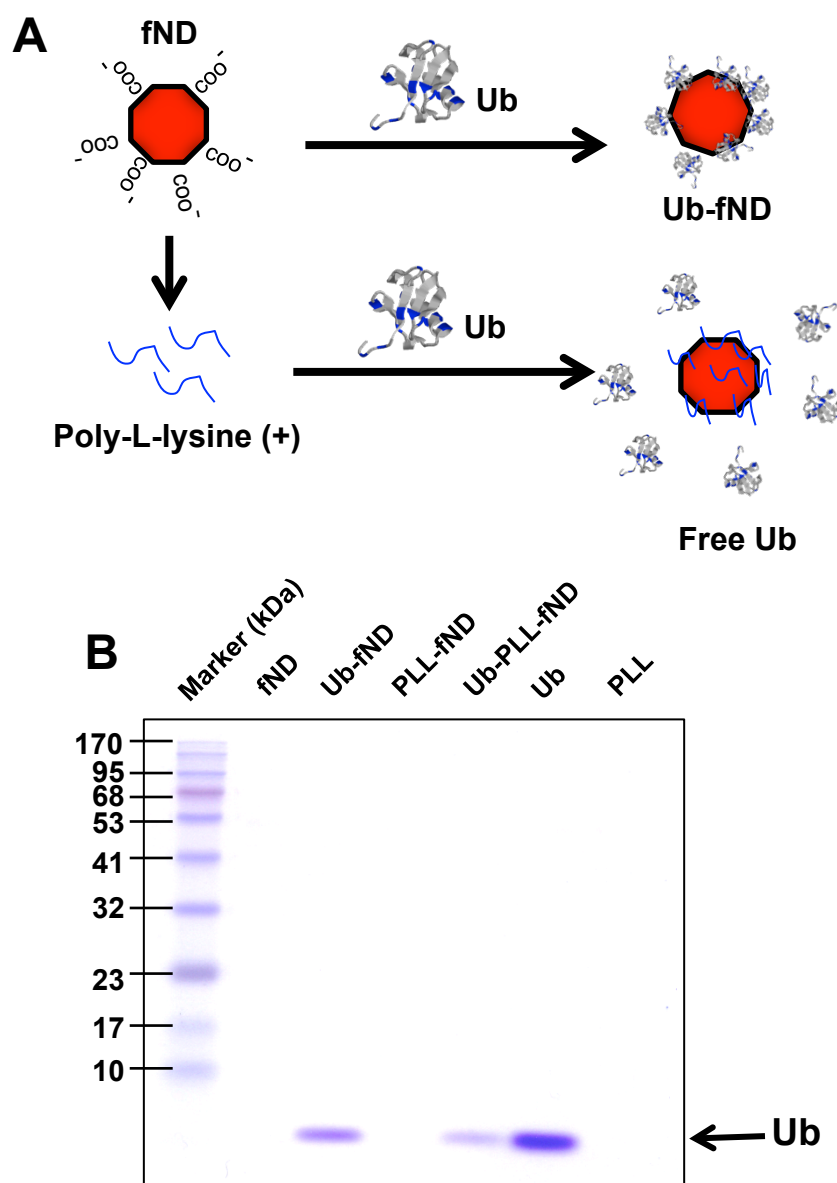 A
fND
COO-
COO-
COO-
COO-
COO-
COO-
Ub
Ub-fND
Ub
Poly-L-lysine (+)
Free Ub
B
Marker (kDa)
fND
Ub-fND
PLL-fND
Ub-PLL-fND
Ub
PLL
170
95
68
53
41
32
23
17
10
Ub